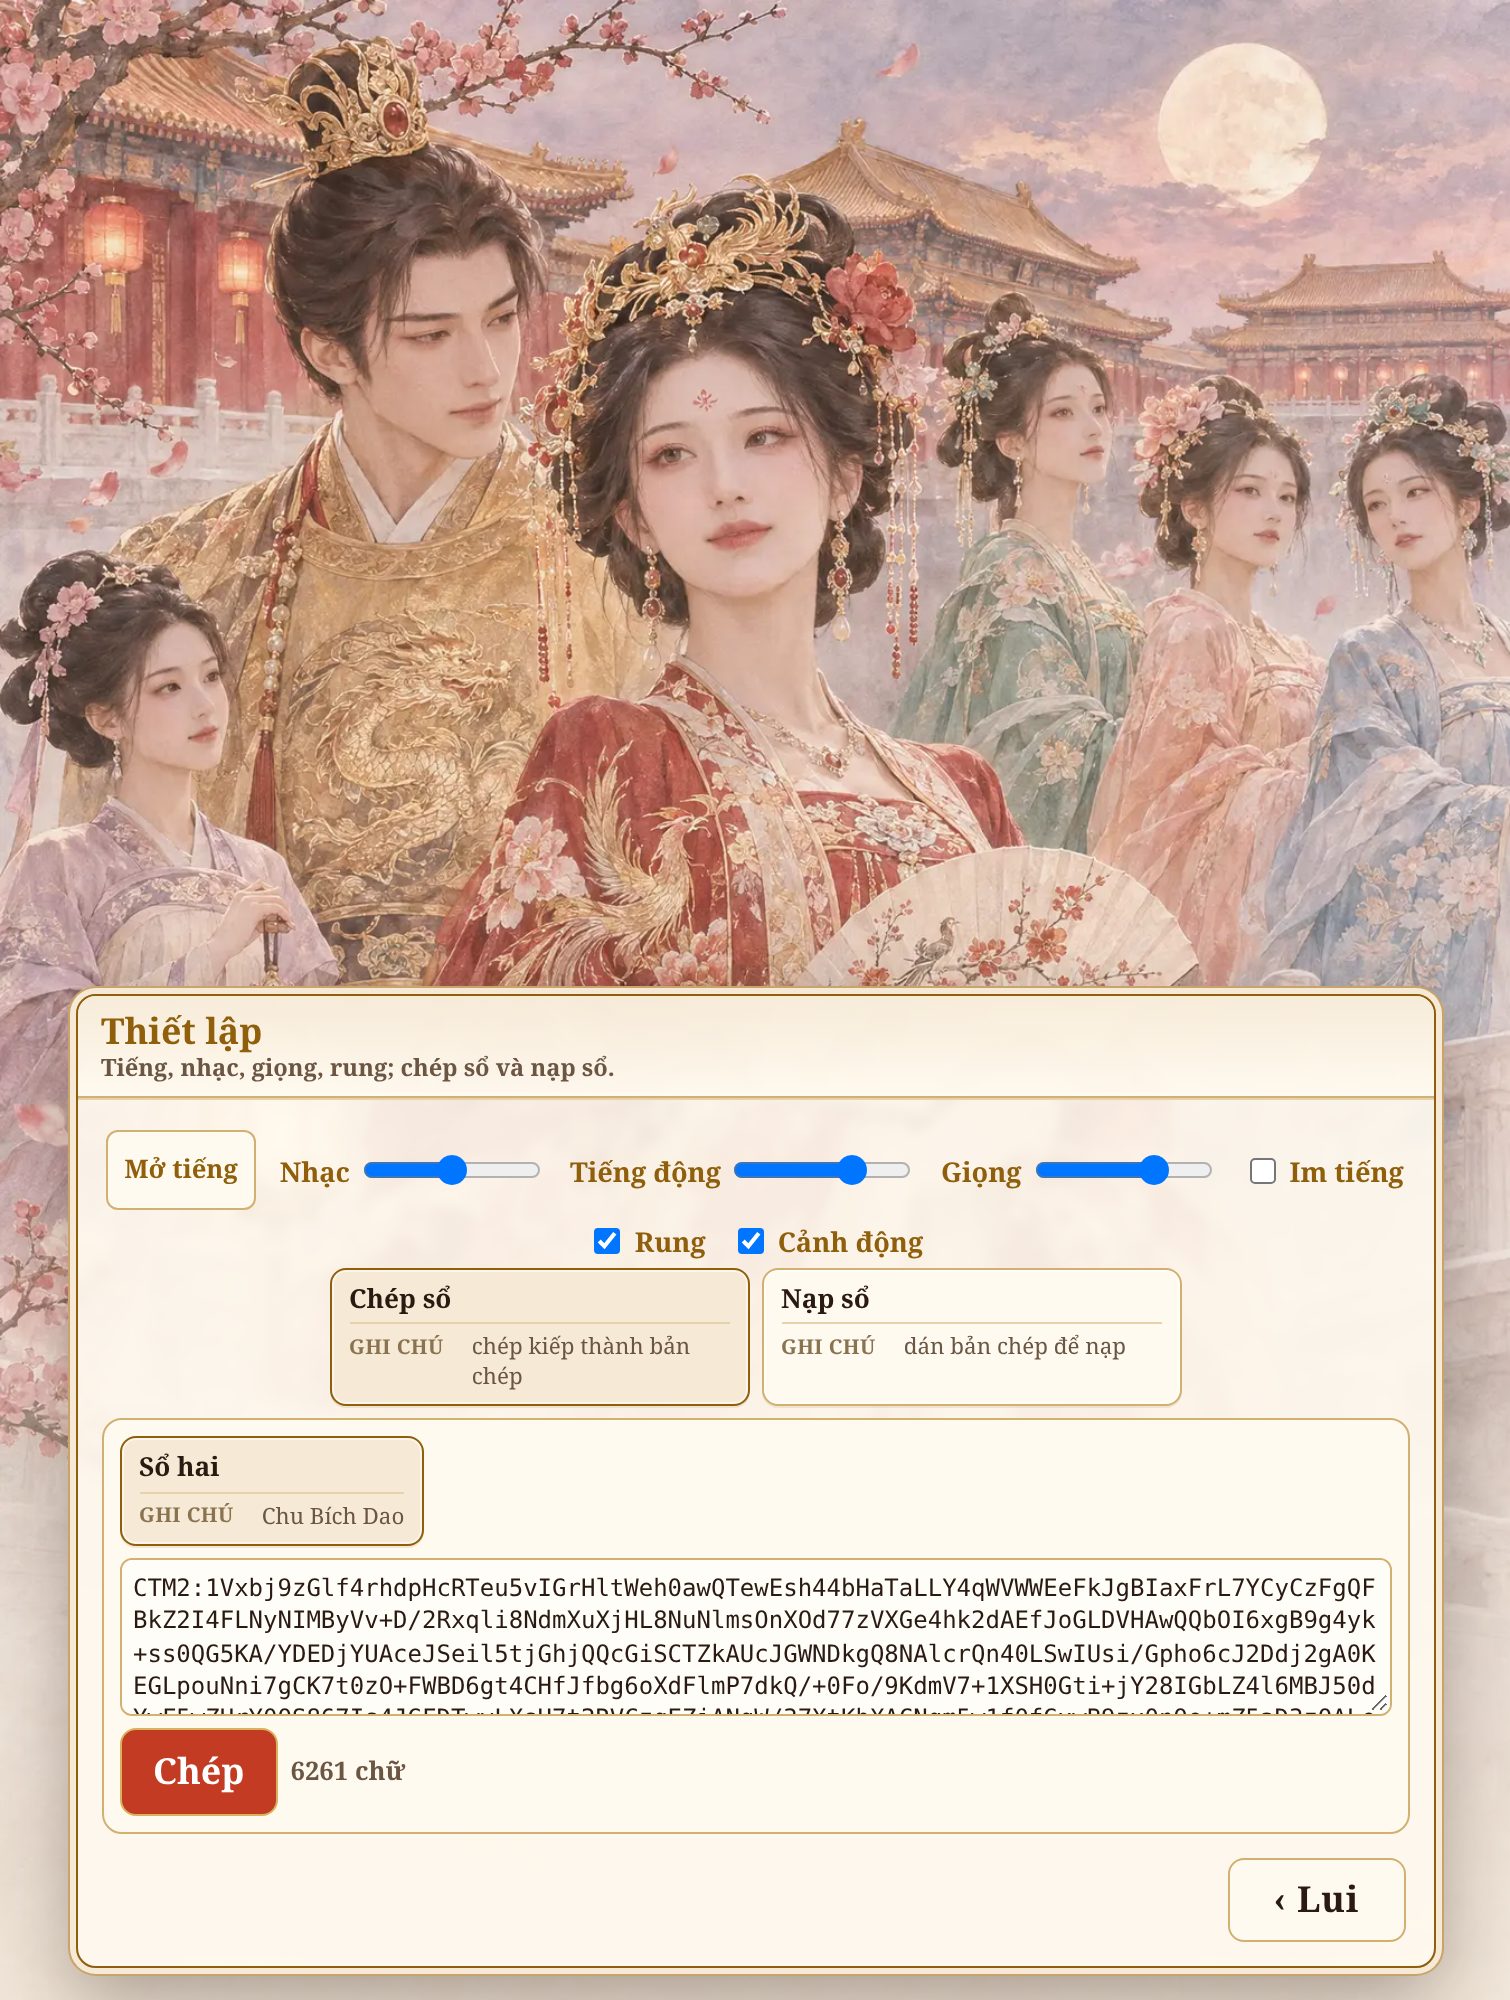 Thiết lập
Tiếng, nhạc, giọng, rung; chép sổ và nạp sổ.
Mở tiếng
Nhạc
Tiếng động
Giọng
Im tiếng
Rung
Cảnh động
Chép sổ
GHI CHÚ chép kiếp thành bản
chép
Nạp sổ
GHI CHÚ dán bản chép để nạp
Sổ hai
GHI CHÚ Chu Bích Dao
CTM2:1Vxbj9zGlf4rhdpHcRTeu5vIGrHltWeh0awQTewEsh44bHaTaLLY4qWVWWEeFkJgBIaxFrL7YCyCzFgQF
BkZ2I4FLNyNIMByVv+D/2Rxqli8NdmXuXjHL8NuNlmsOnXOd77zVXGe4hk2dAEfJoGLDVHAwQQbOI6xgB9g4yk
+ss0QG5KA/YDEDjYUAceJSeil5tjGhjQQcGiSCTZkAUcJGWNDkgQ8NAlcrQn40LSwIUsi/Gpho6cJ2Ddj2gA0K
EGLpouNni7gCK7t0zO+FWBD6gt4CHfJfbg6oXdFlmP7dkQ/+0Fo/9KdmV7+1XSH0Gti+jY28IGbLZ4l6MBJ50d
Chép
6261 chữ
‹ Lui